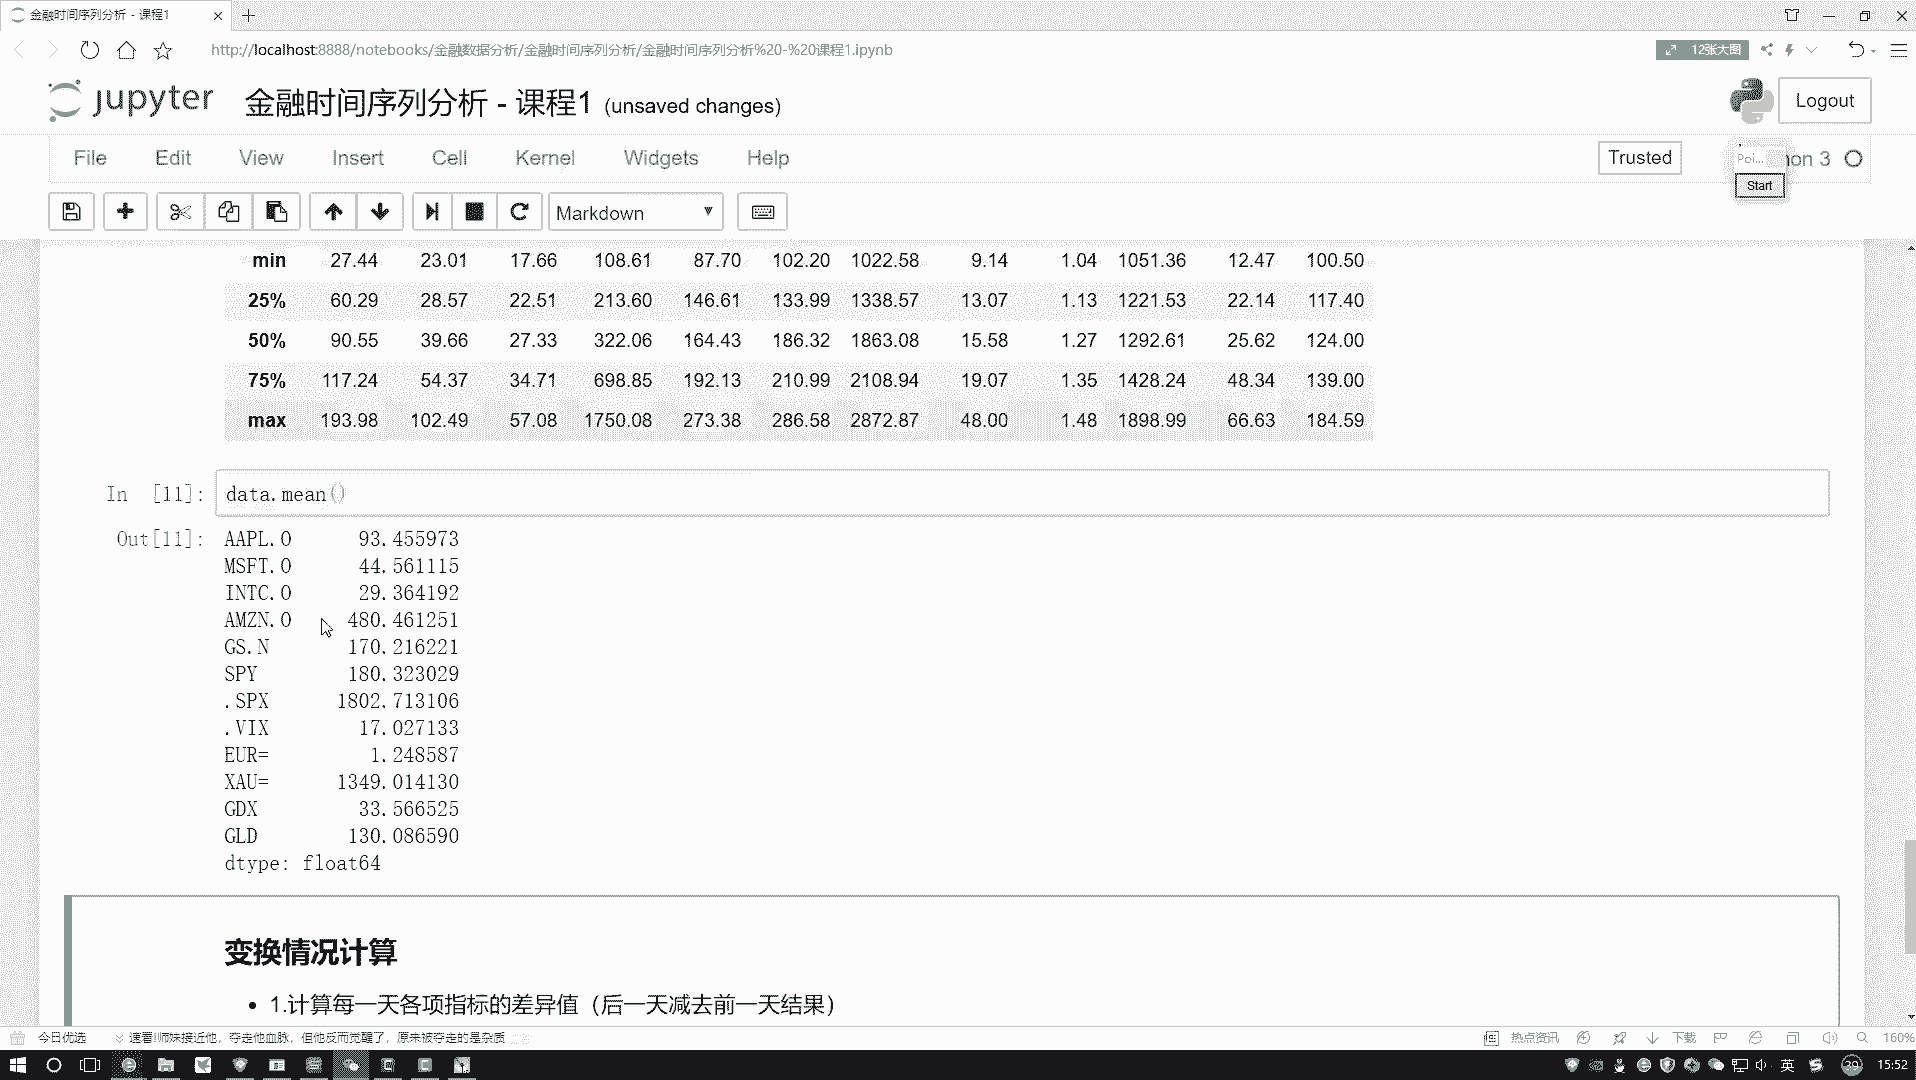 金融时间序列分析 - 课程1
http://localhost:8888/notebooks/金融数据分析/金融时间序列分析/金融时间序列分析%20-%20课程1.ipynb
12张大图
jupyter 金融时间序列分析 - 课程1 (unsaved changes)
Logout
File Edit View Insert Cell Kernel Widgets Help
Trusted
Poi... on 3
Start
Markdown
min 27.44 23.01 17.66 108.61 87.70 102.20 1022.58 9.14 1.04 1051.36 12.47 100.50
25% 60.29 28.57 22.51 213.60 146.61 133.99 1338.57 13.07 1.13 1221.53 22.14 117.40
50% 90.55 39.66 27.33 322.06 164.43 186.32 1863.08 15.58 1.27 1292.61 25.62 124.00
75% 117.24 54.37 34.71 698.85 192.13 210.99 2108.94 19.07 1.35 1428.24 48.34 139.00
max 193.98 102.49 57.08 1750.08 273.38 286.58 2872.87 48.00 1.48 1898.99 66.63 184.59
In [11]: data.mean()
Out[11]: AAPL.O 93.455973
MSFT.O 44.561115
INTC.O 29.364192
AMZN.O 480.461251
GS.N 170.216221
SPY 180.323029
.SPX 1802.713106
.VIX 17.027133
EUR= 1.248587
XAU= 1349.014130
GDX 33.566525
GLD 130.086590
dtype: float64
变换情况计算
• 1.计算每一天各项指标的差异值（后一天减去前一天结果）
今日优选 速看!师妹接近他，夺走他血脉，但他反而觉醒了，原来被夺走的是杂质
热点资讯 下载 160%
英 29 15:52